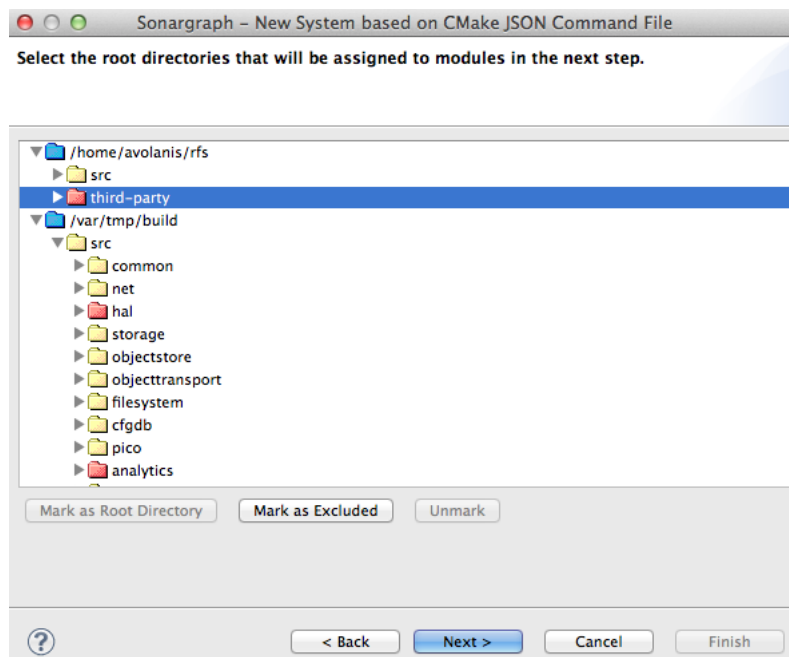 Sonargraph – New System based on CMake JSON Command File
Select the root directories that will be assigned to modules in the next step.
/home/avolanis/rfs
src
third-party
/var/tmp/build
src
common
net
hal
storage
objectstore
objecttransport
filesystem
cfgdb
pico
analytics
Mark as Root Directory Mark as Excluded Unmark
? < Back Next > Cancel Finish